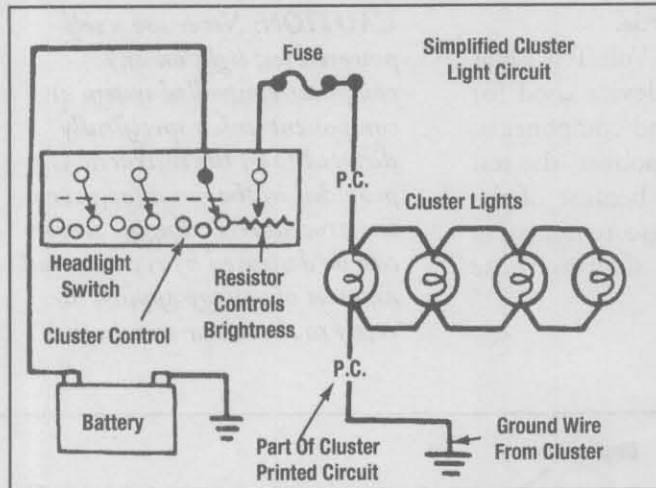 Fuse
Simplified Cluster
Light Circuit
P.C.
Cluster Lights
Headlight
Switch
Resistor
Controls
Brightness
Cluster Control
P.C.
Battery
Part Of Cluster
Printed Circuit
Ground Wire
From Cluster